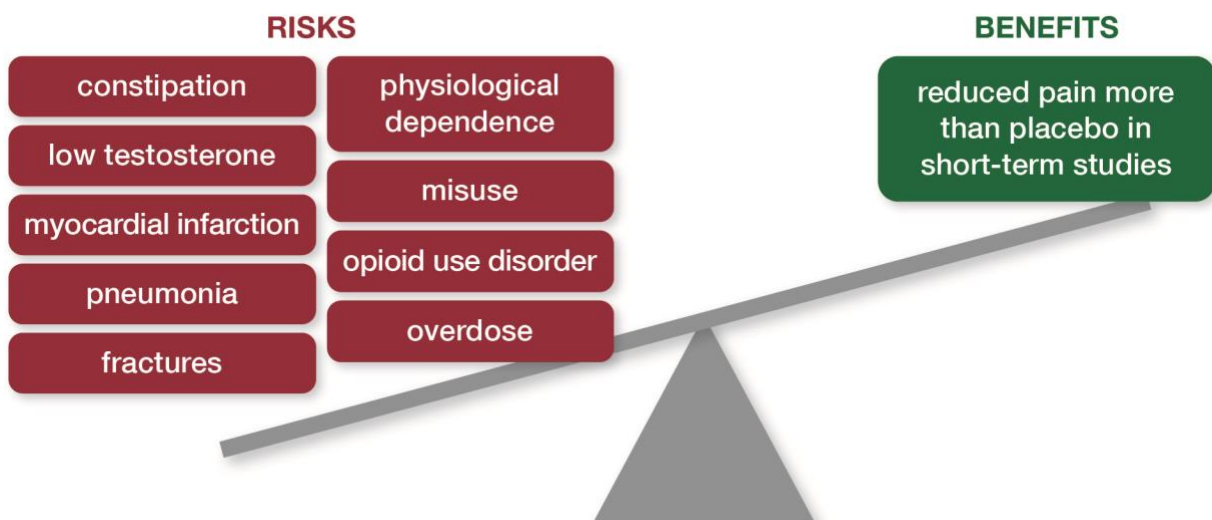 RISKS
constipation
low testosterone
myocardial infarction
pneumonia
fractures
physiological
dependence
misuse
opioid use disorder
overdose
BENEFITS
reduced pain more
than placebo in
short-term studies